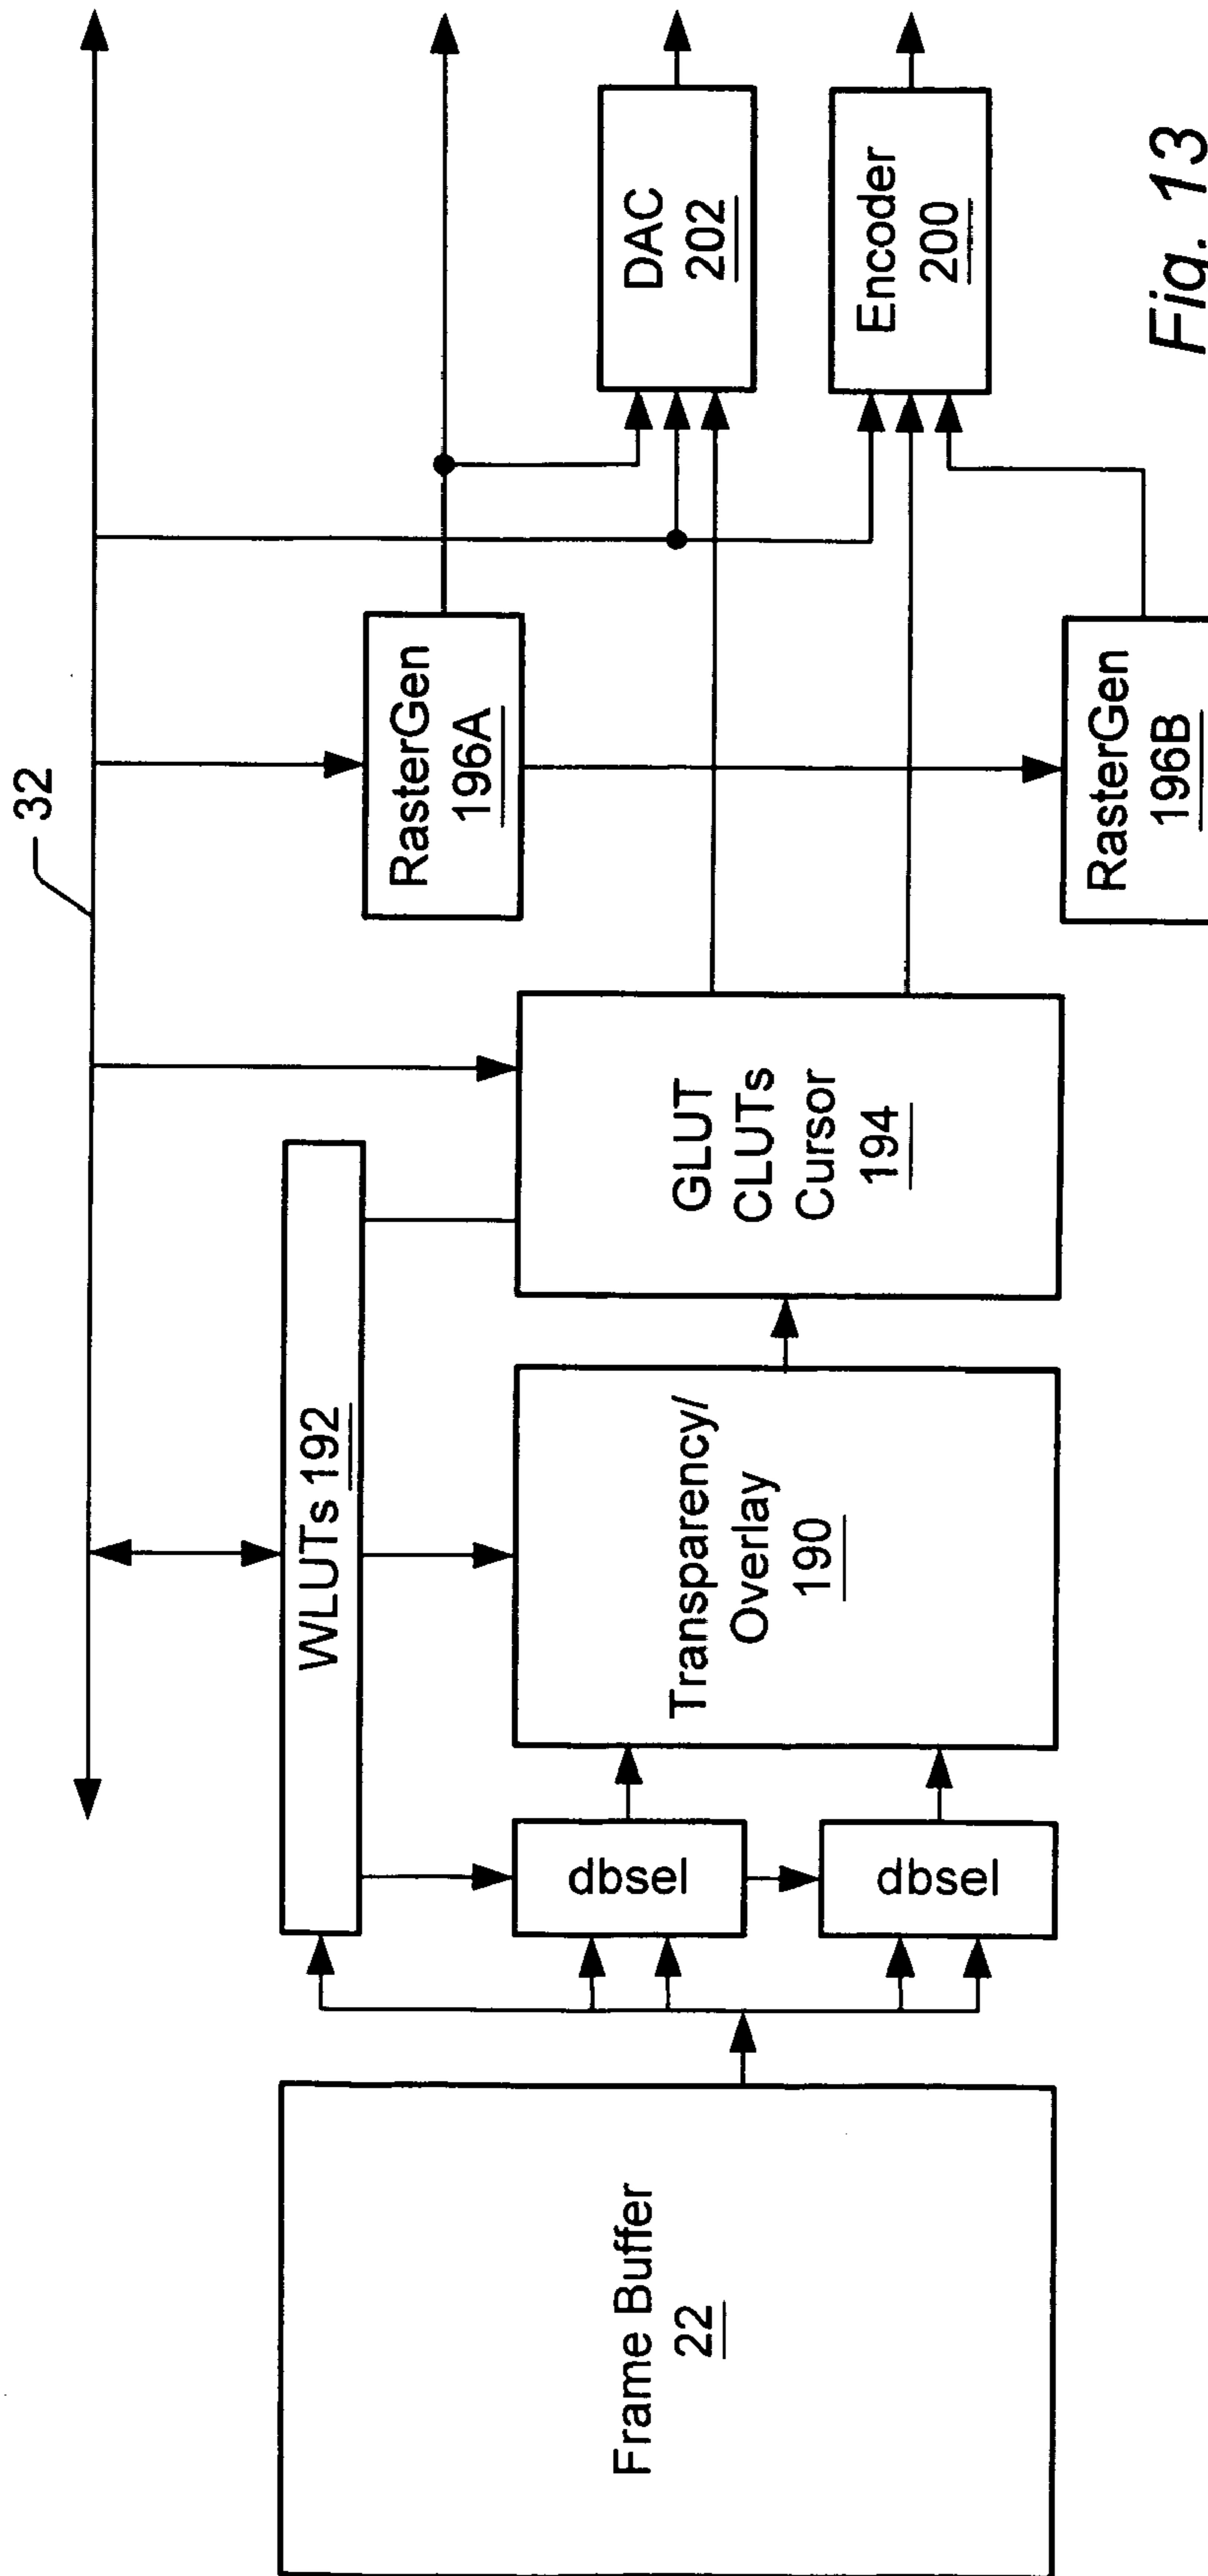 32
WLUTs 192
RasterGen
196A
DAC
202
Frame Buffer
22
dbsel
dbsel
Transparency/
Overlay
190
GLUT
CLUTs
Cursor
194
Encoder
200
RasterGen
196B
Fig. 13